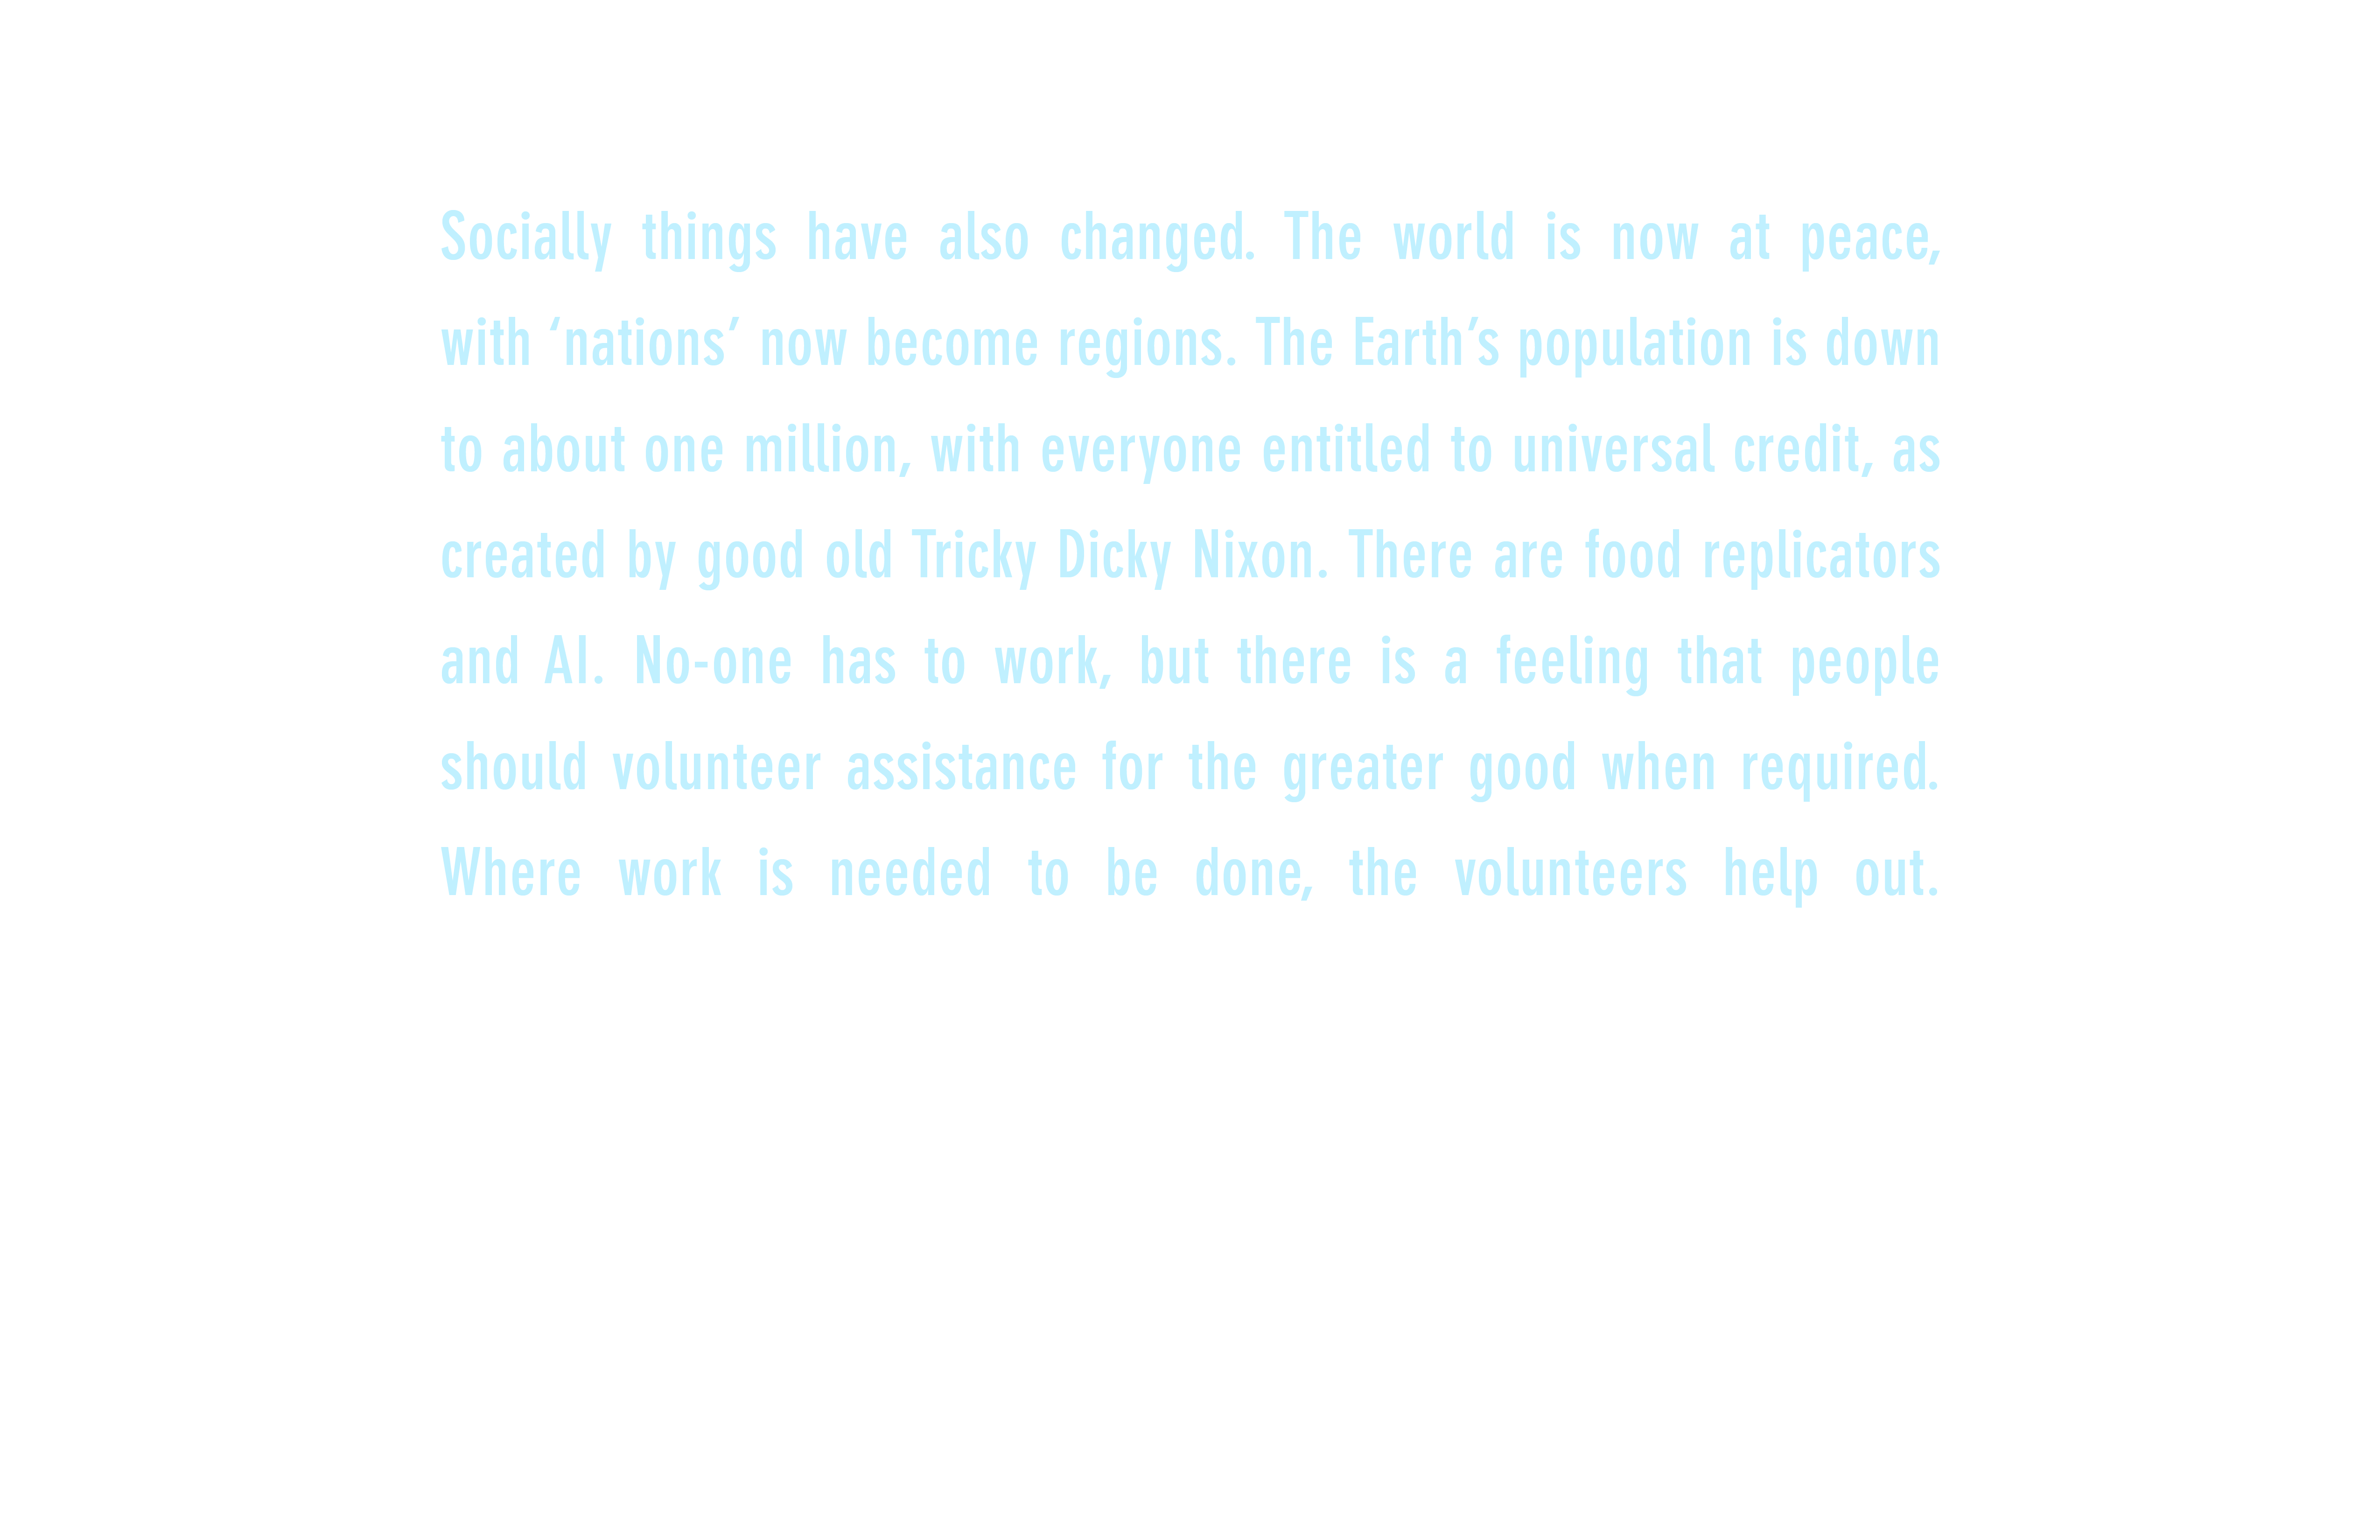 Socially things have also changed. The world is now at peace,
with ‘nations’ now become regions. The Earth’s population is down
to about one million, with everyone entitled to universal credit, as
created by good old Tricky Dicky Nixon. There are food replicators
and AI. No-one has to work, but there is a feeling that people
should volunteer assistance for the greater good when required.
Where work is needed to be done, the volunteers help out.